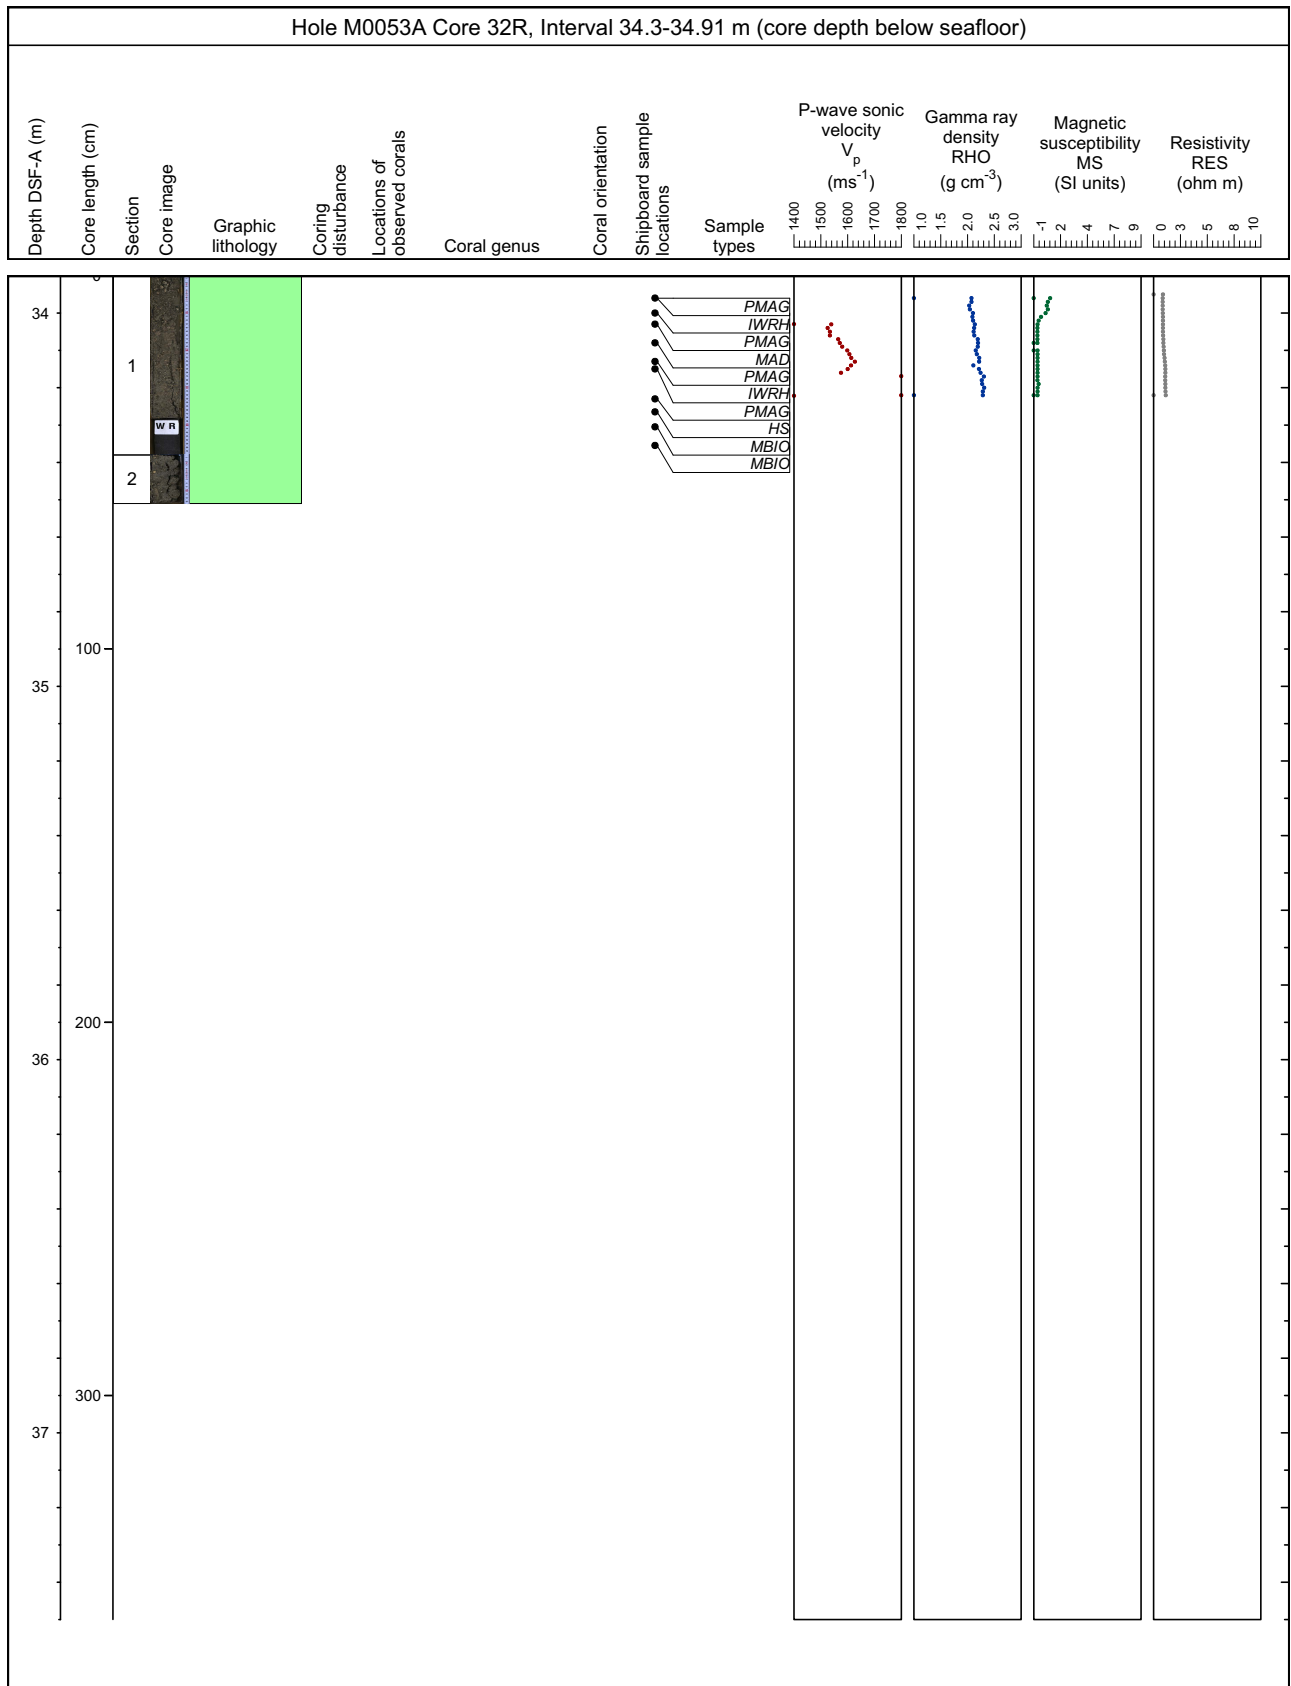 Hole M0053A Core 32R, Interval 34.3-34.91 m (core depth below seafloor)
Depth DSF-A (m)
Core length (cm)
Section
Core image
Graphic
lithology
Coring
disturbance
Locations of
observed corals
Coral genus
Coral orientation
Shipboard sample
locations
Sample
types
P-wave sonic
velocity
Vp
(ms-1)
1400 1500 1600 1700 1800
Gamma ray
density
RHO
(g cm-3)
1.0 1.5 2.0 2.5 3.0
Magnetic
susceptibility
MS
(SI units)
-1 2 4 7 9
Resistivity
RES
(ohm m)
0 3 5 8 10
0
34
1
W R
2
PMAG
IWRH
PMAG
MAD
PMAG
IWRH
PMAG
HS
MBIO
MBIO
100
35
200
36
300
37